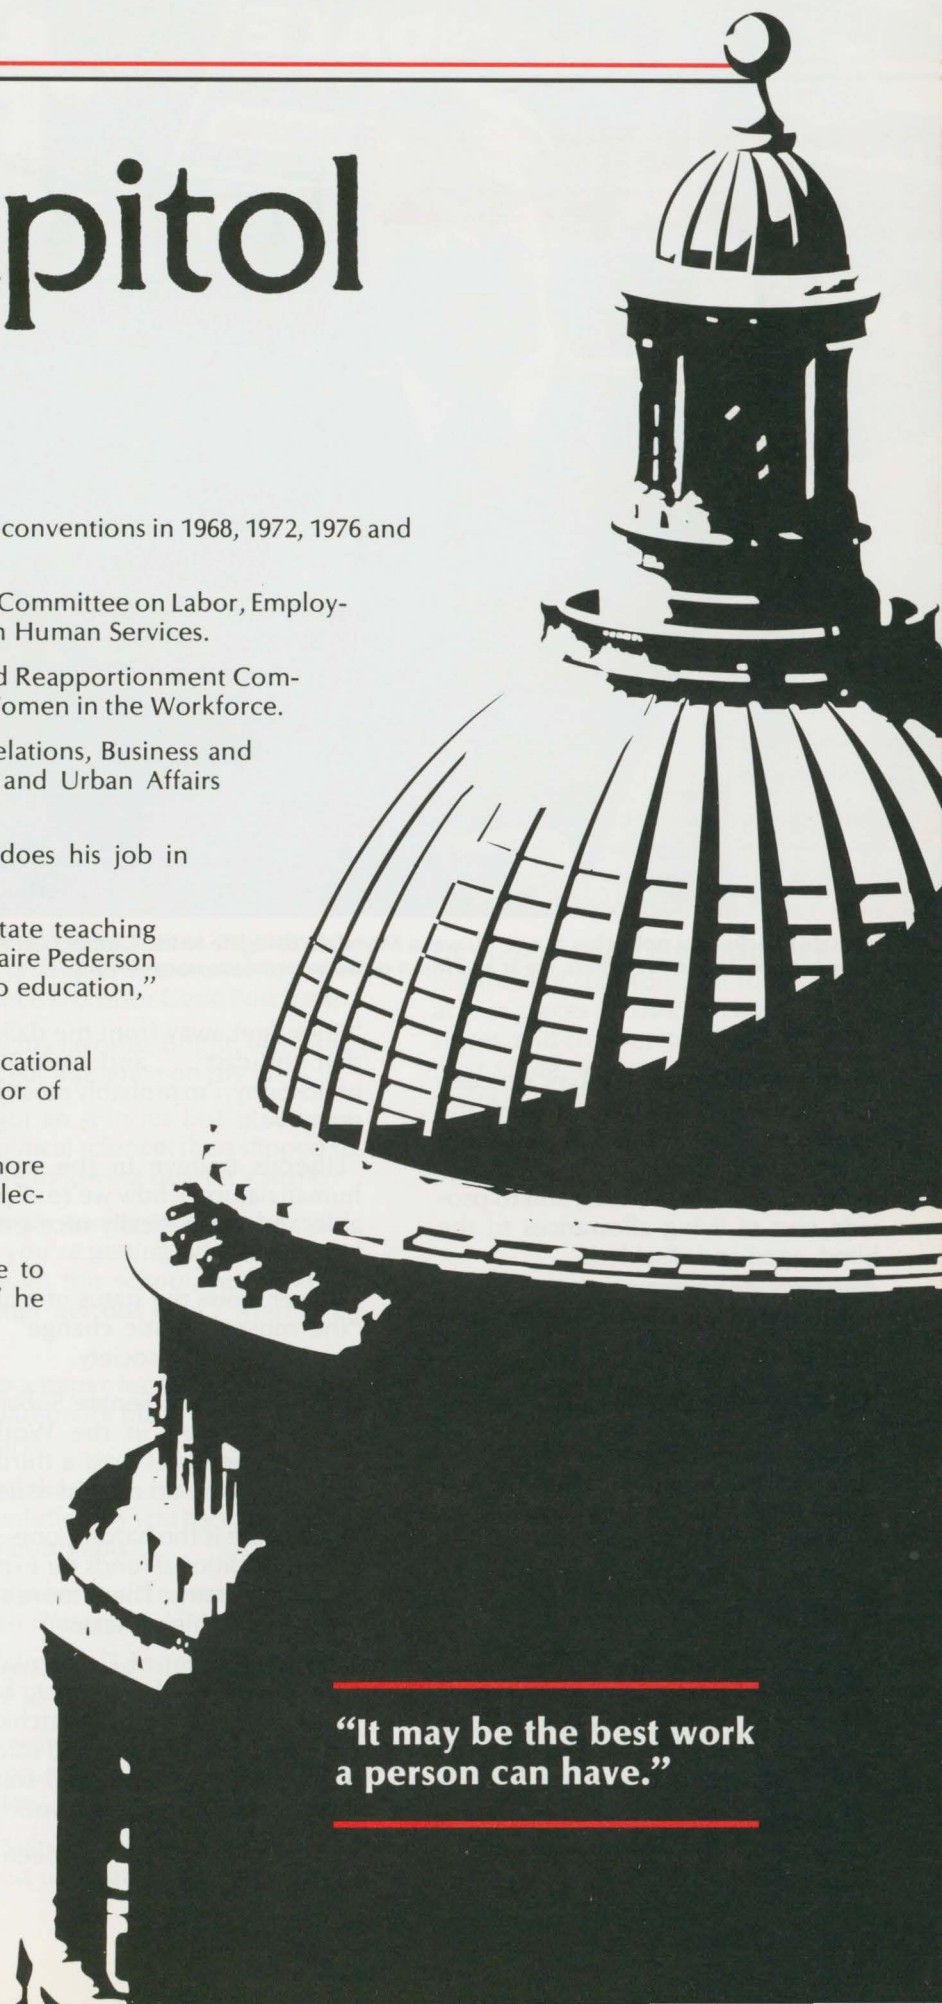 pitol
conventions in 1968, 1972, 1976 and
Committee on Labor, Employ-
Human Services.
Reapportionment Com-
omen in the Workforce.
elations, Business and
and Urban Affairs
does his job in
tate teaching
aire Pederson
o education,”
cational
or of
nore
lec-
e to
he
“It may be the best work
a person can have.”